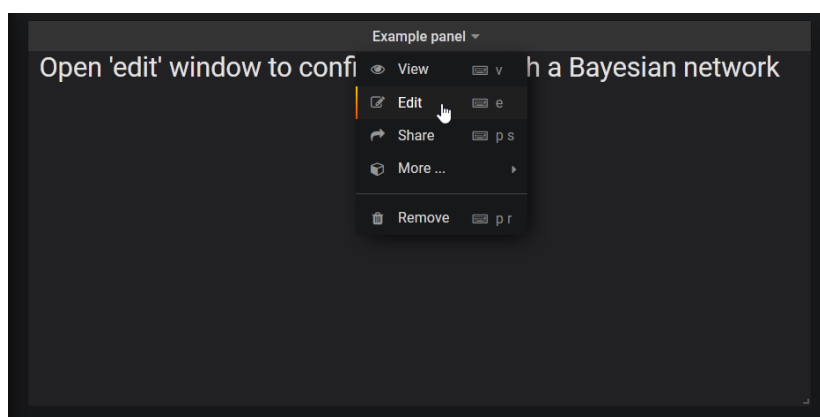 Example panel
Open 'edit' window to confi h a Bayesian network
View v
Edit e
Share p s
More ...
Remove p r